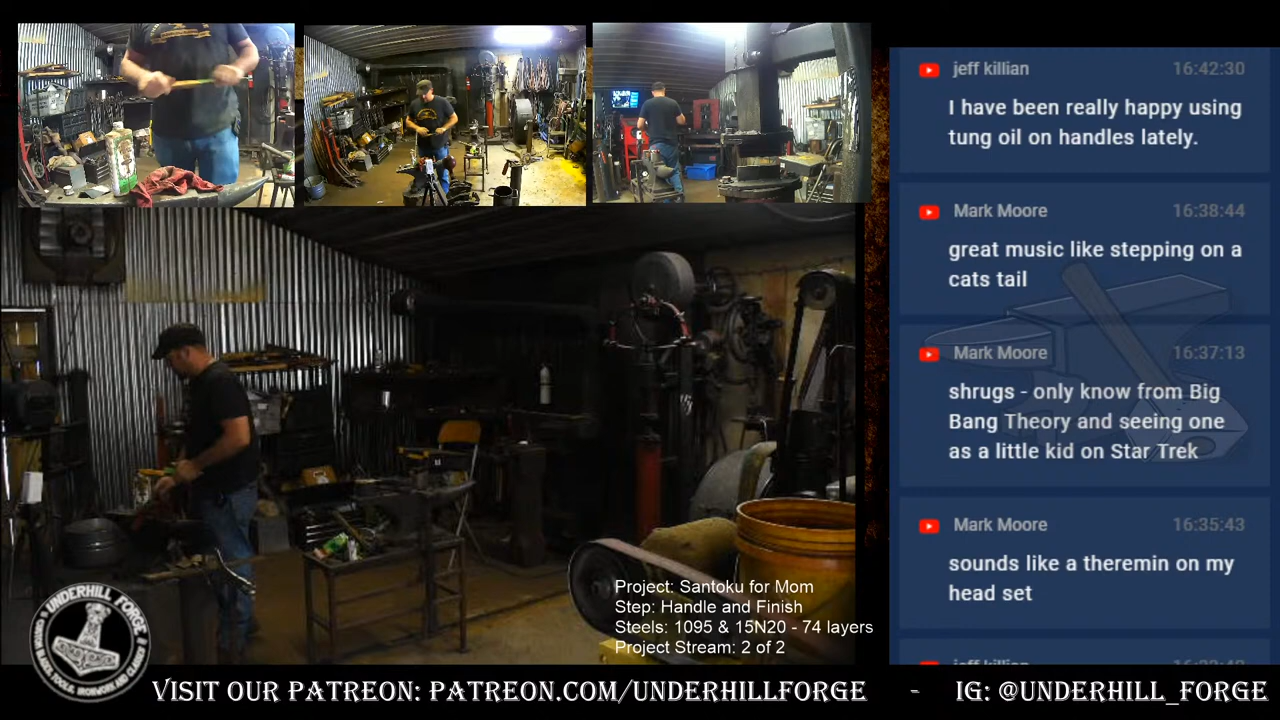 jeff killian 16:42:30
I have been really happy using
tung oil on handles lately.
Mark Moore 16:38:44
great music like stepping on a
cats tail
Mark Moore 16:37:13
shrugs - only know from Big
Bang Theory and seeing one
as a little kid on Star Trek
Mark Moore 16:35:43
sounds like a theremin on my
head set
jeff killian
Project: Santoku for Mom
Step: Handle and Finish
Steels: 1095 & 15N20 - 74 layers
Project Stream: 2 of 2
UNDERHILL FORGE
Visit our Patreon: patreon.com/underhillforge - IG: @underhill_forge